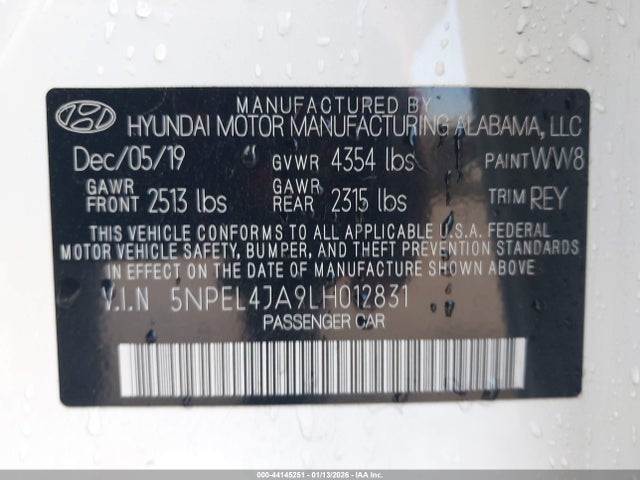 MANUFACTURED BY
HYUNDAI MOTOR MANUFACTURING ALABAMA, LLC
Dec/05/19 GVWR 4354 lbs PAINT WW8
GAWR FRONT 2513 lbs GAWR REAR 2315 lbs TRIM REY
THIS VEHICLE CONFORMS TO ALL APPLICABLE U.S.A. FEDERAL
MOTOR VEHICLE SAFETY, BUMPER, AND THEFT PREVENTION STANDARDS
IN EFFECT ON THE DATE OF MANUFACTURE SHOWN ABOVE.
V.I.N 5NPEL4JA9LH012831
PASSENGER CAR
000-44145251 - 01/13/2026 - IAAI.COM